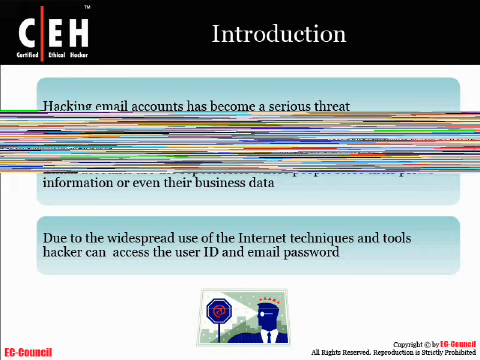 C|EH
TM
Certified Ethical Hacker
Introduction
Hacking email accounts has become a serious threat
information or even their business data
Due to the widespread use of the Internet techniques and tools
hacker can access the user ID and email password
EC-Council
Copyright © by EC-Council
All Rights Reserved. Reproduction is Strictly Prohibited